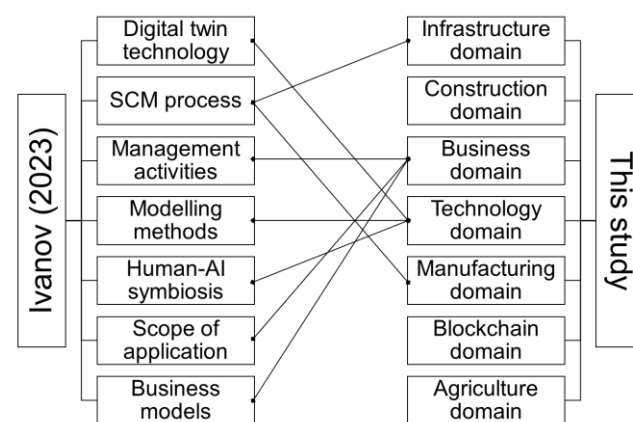 Ivanov (2023)
Digital twin
technology
SCM process
Management
activities
Modelling
methods
Human-AI
symbiosis
Scope of
application
Business
models
Infrastructure
domain
Construction
domain
Business
domain
Technology
domain
Manufacturing
domain
Blockchain
domain
Agriculture
domain
This study